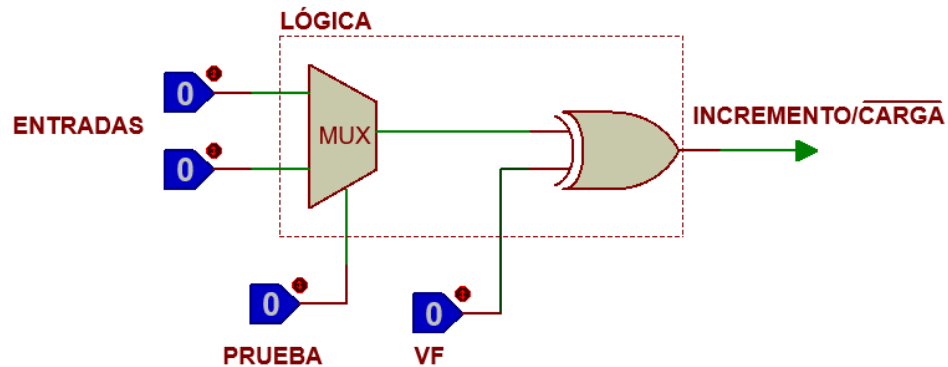 LÓGICA
0
ENTRADAS
MUX
INCREMENTO/CARGA
0
0
0
PRUEBA
VF